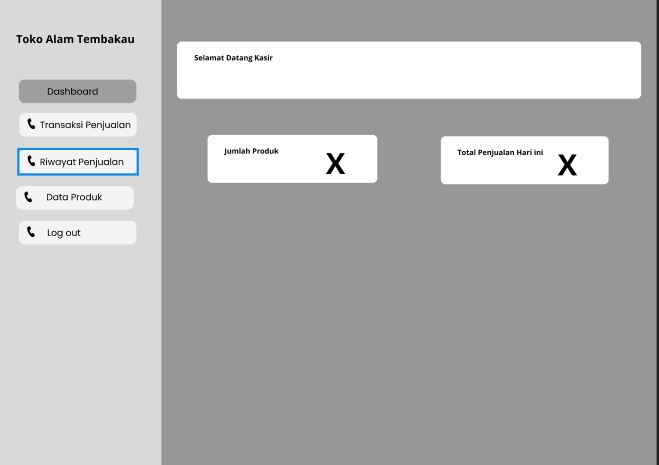 Toko Alam Tembakau
Dashboard
Transaksi Penjualan
Riwayat Penjualan
Data Produk
Log out
Selamat Datang Kasir
Jumlah Produk
X
Total Penjualan Hari ini
X